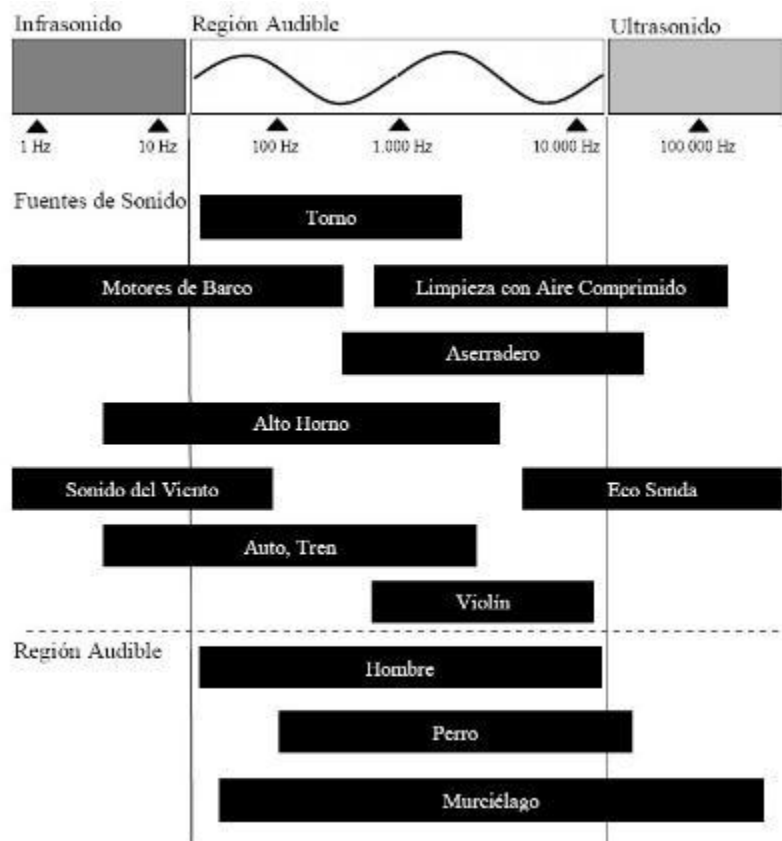 Infrasonido Región Audible Ultrasonido
1 Hz 10 Hz 100 Hz 1.000 Hz 10.000 Hz 100.000 Hz
Fuentes de Sonido
Torno
Motores de Barco Limpieza con Aire Comprimido
Aserradero
Alto Horno
Sonido del Viento Eco Sonda
Auto, Tren
Violín
Región Audible
Hombre
Perro
Murciélago